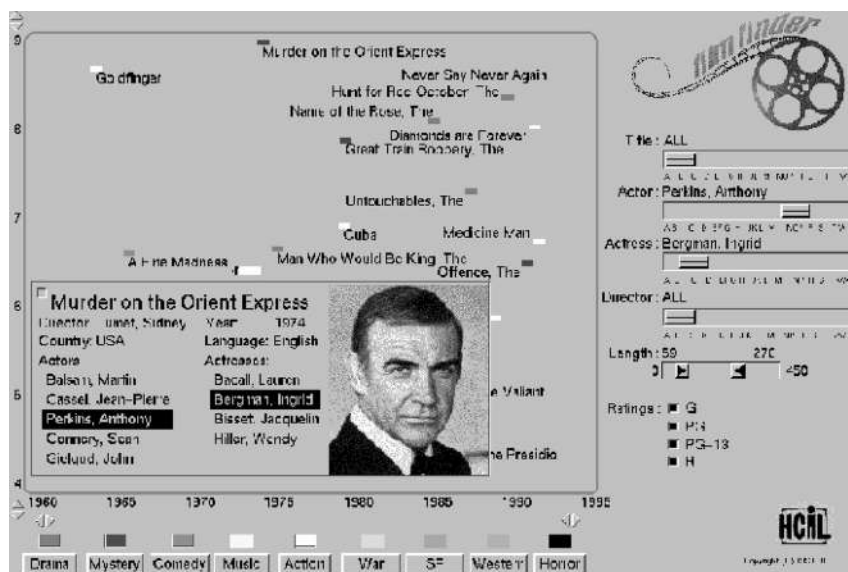 film finder
9
Murder on the Orient Express
Goldfinger
Never Say Never Again
Hunt for Red October, The
Name of the Rose, The
8
Diamonds are Forever
Great Train Robbery, The
Untouchables, The
7
Cuba
Medicine Man
A Fine Madness
Man Who Would Be King, The
Offence, The
6
Murder on the Orient Express
Director: Lumet, Sidney Year: 1974
Country: USA Language: English
Actors Actresses:
Balsam, Martin Bacall, Lauren
Cassel, Jean-Pierre Bergman, Ingrid
Perkins, Anthony Bisset, Jacquelin
Connery, Sean Hiller, Wendy
Gielgud, John
5
Valiant
Presidio
4
1960 1965 1970 1975 1980 1985 1990 1995
Drama Mystery Comedy Music Action War SF Western Horror
Title: ALL
Actor: Perkins, Anthony
Actress: Bergman, Ingrid
Director: ALL
Length: 59 270
0 450
Ratings: G
PG
PG-13
R
HCIL
Copyright